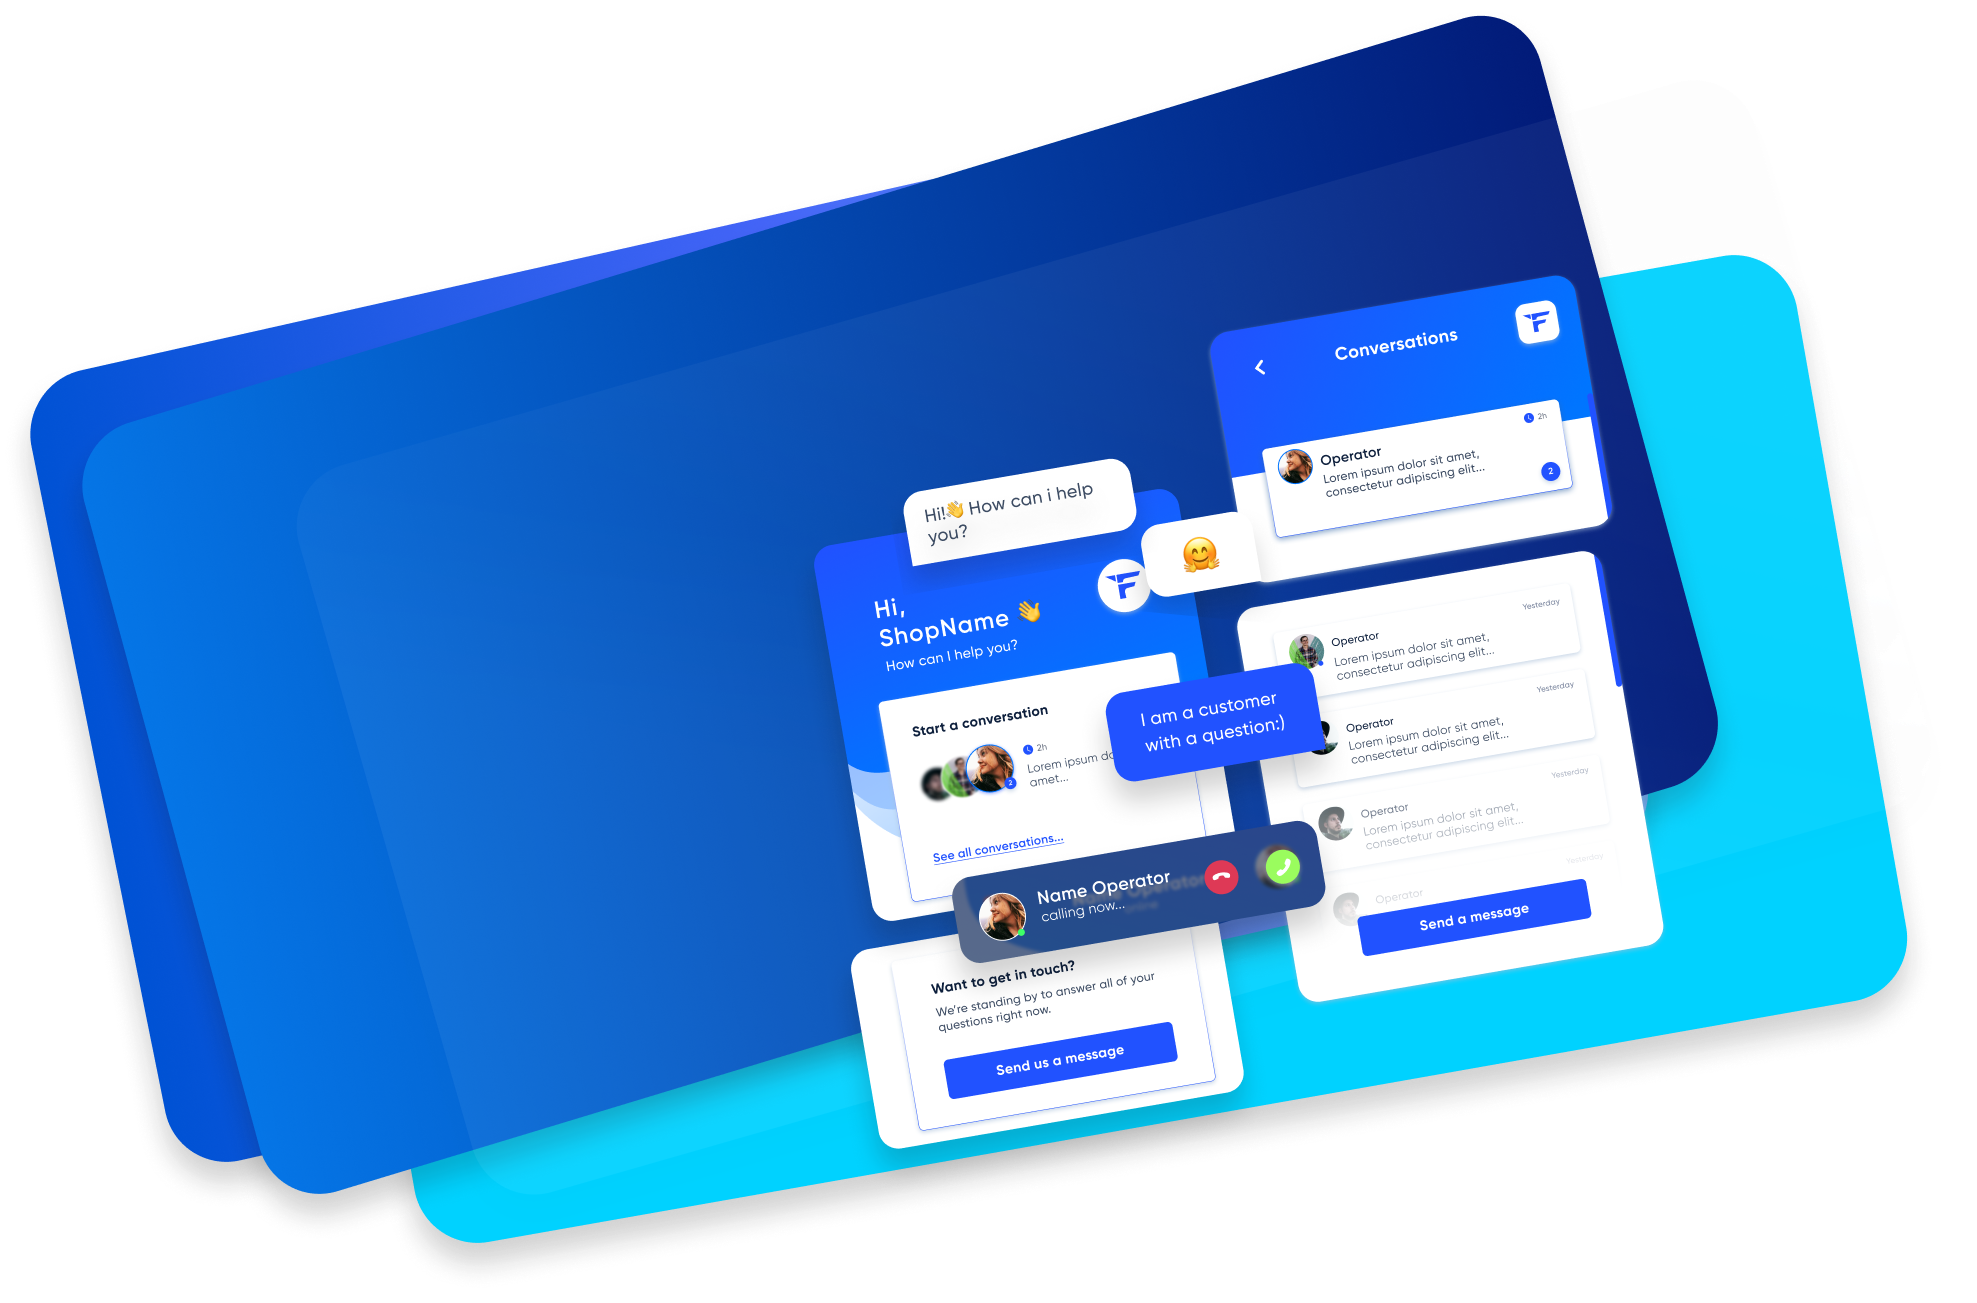 Hi!👋 How can i help
you?
Hi,
ShopName 👋
How can I help you?
Start a conversation
2h
Lorem ipsum do
amet...
2
See all conversations...
I am a customer
with a question:)
Name Operator
calling now...
Want to get in touch?
We're standing by to answer all of your
questions right now.
Send us a message
Conversations
2h
Operator
Lorem ipsum dolor sit amet,
consectetur adipiscing elit...
2
Yesterday
Operator
Lorem ipsum dolor sit amet,
consectetur adipiscing elit...
Yesterday
Operator
Lorem ipsum dolor sit amet,
consectetur adipiscing elit...
Yesterday
Operator
Lorem ipsum dolor sit amet,
consectetur adipiscing elit...
Yesterday
Operator
Send a message